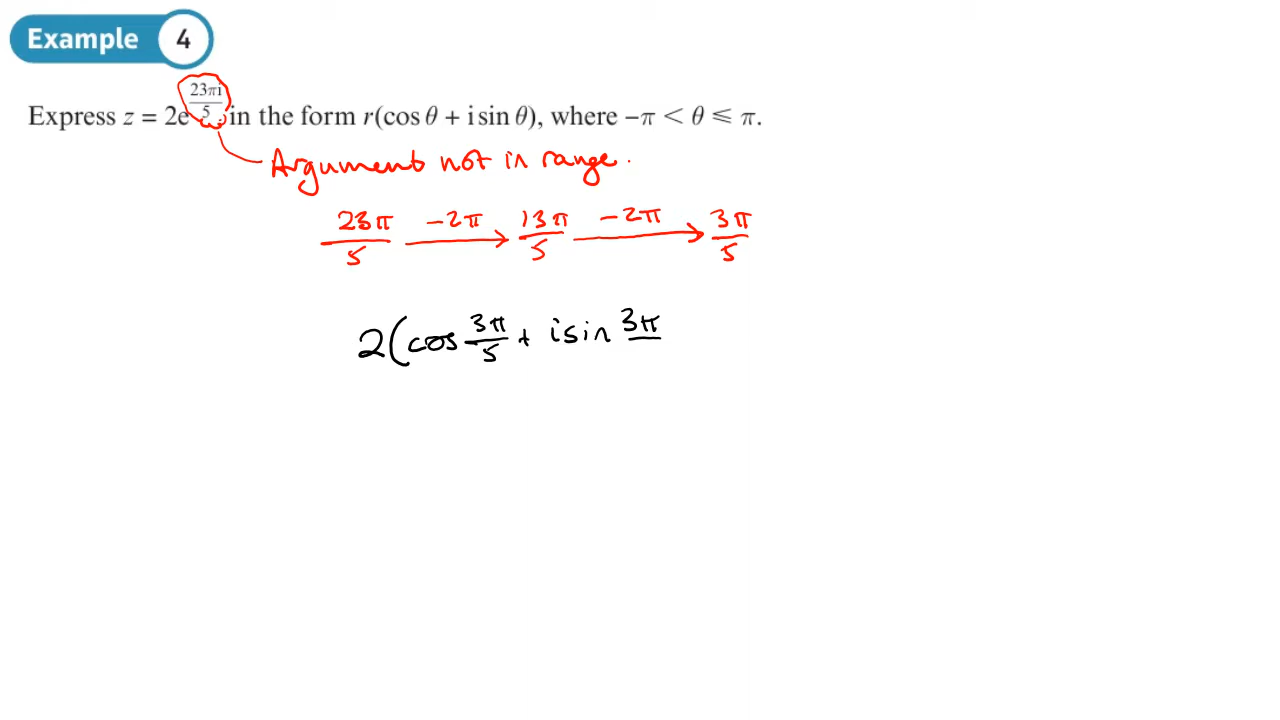 Example 4
Express z = 2e^(23πi/5) in the form r(cos θ + i sin θ), where −π < θ ⩽ π.
Argument not in range.
23π/5 −2π → 13π/5 −2π → 3π/5
2(cos 3π/5 + isin 3π